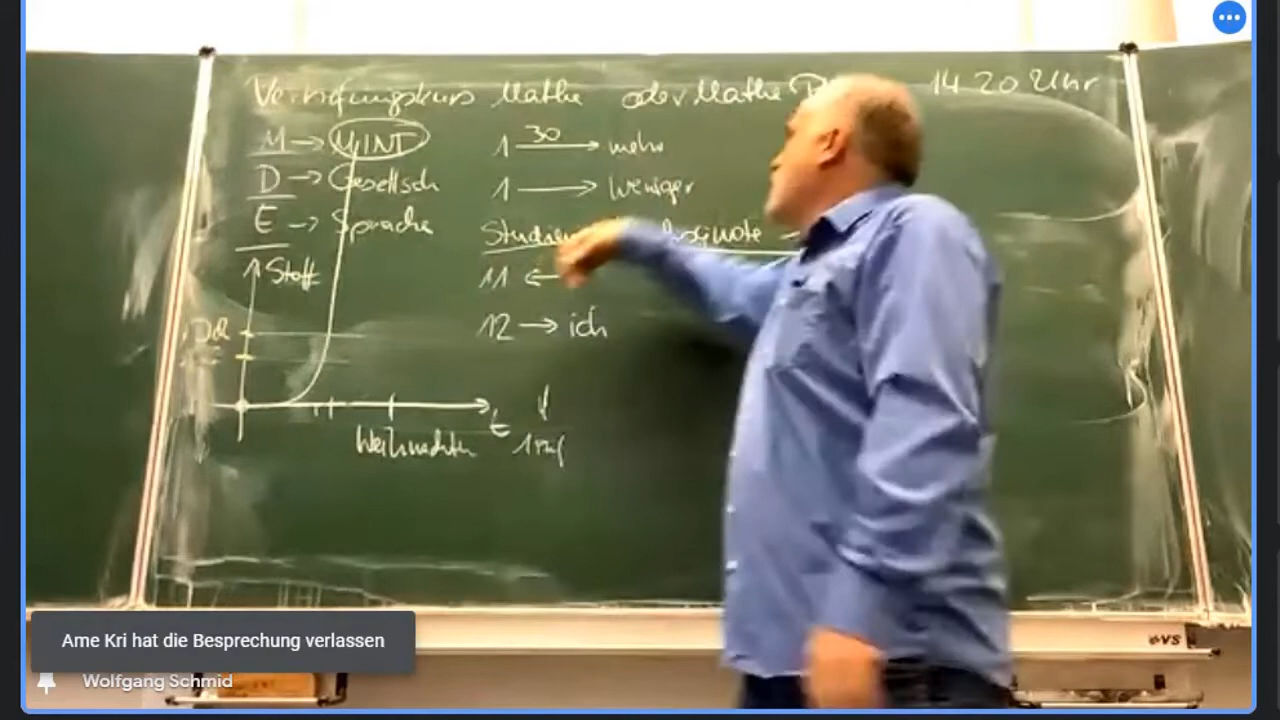 Vertiefungskurs Mathe oder Mathe 14 20 Uhr
M → MINT
D → Gesellsch
E → Sprache
1 30 → mehr
1 → weniger
11 ←
12 → ich
Stoff
Weihnachten
t
Ame Kri hat die Besprechung verlassen
Wolfgang Schmid